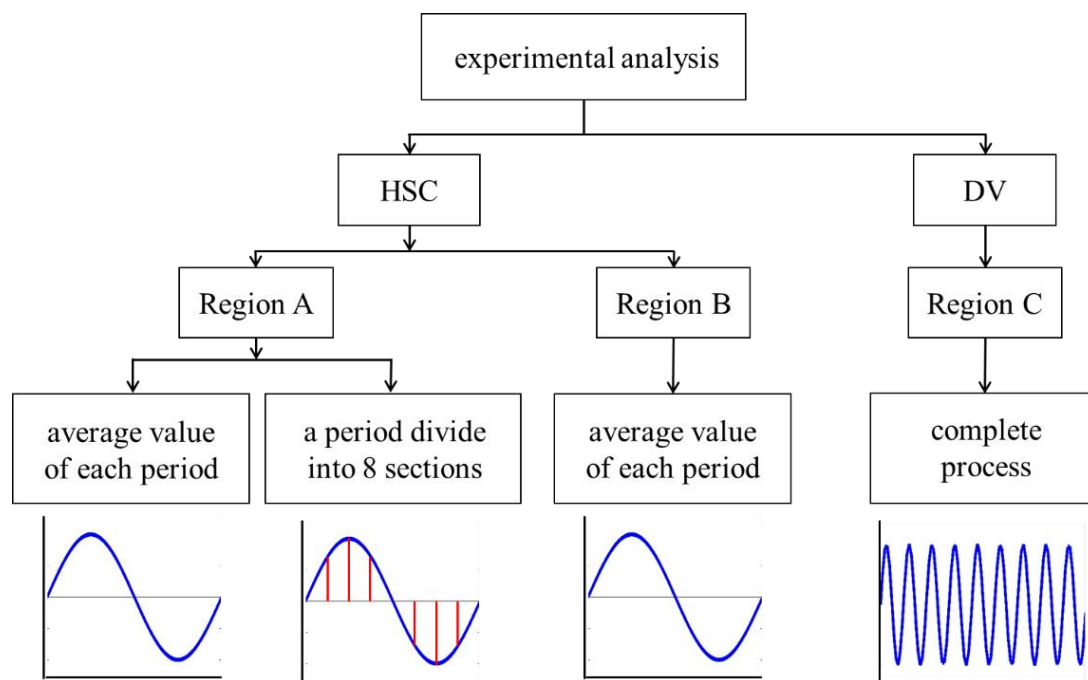 experimental analysis
HSC
DV
Region A
Region B
Region C
average value
of each period
a period divide
into 8 sections
average value
of each period
complete
process